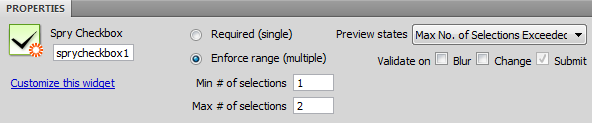 PROPERTIES
Spry Checkbox
sprycheckbox1
Customize this widget
Required (single)
Enforce range (multiple)
Min # of selections 1
Max # of selections 2
Preview states Max No. of Selections Exceeded
Validate on Blur Change Submit